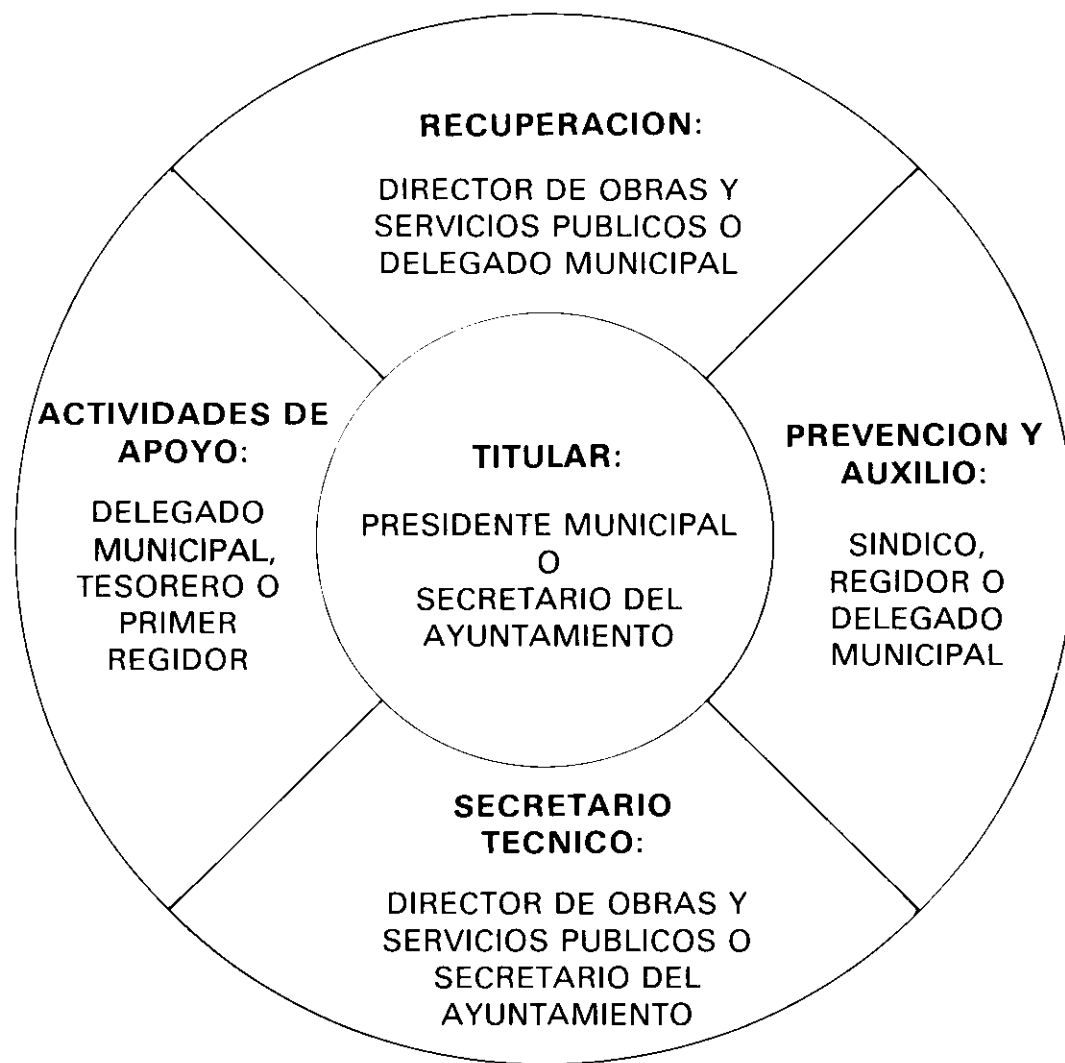 RECUPERACION:
DIRECTOR DE OBRAS Y
SERVICIOS PUBLICOS O
DELEGADO MUNICIPAL
ACTIVIDADES DE
APOYO:
DELEGADO
MUNICIPAL,
TESORERO O
PRIMER
REGIDOR
TITULAR:
PRESIDENTE MUNICIPAL
O
SECRETARIO DEL
AYUNTAMIENTO
PREVENCION Y
AUXILIO:
SINDICO,
REGIDOR O
DELEGADO
MUNICIPAL
SECRETARIO
TECNICO:
DIRECTOR DE OBRAS Y
SERVICIOS PUBLICOS O
SECRETARIO DEL
AYUNTAMIENTO